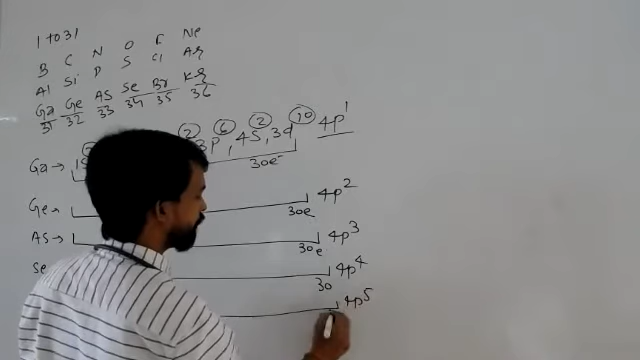 1 to 31
B C N O F Ne
Al Si P S Cl Ar
Ga Ge As Se Br Kr
31 32 33 34 35 36
Ga → 1S 2 3P 6, 4S 2, 3d 10 4p1
30e-
Ge → 4p2
30e
AS → 4p3
30e
Se 4p4
30
4p5